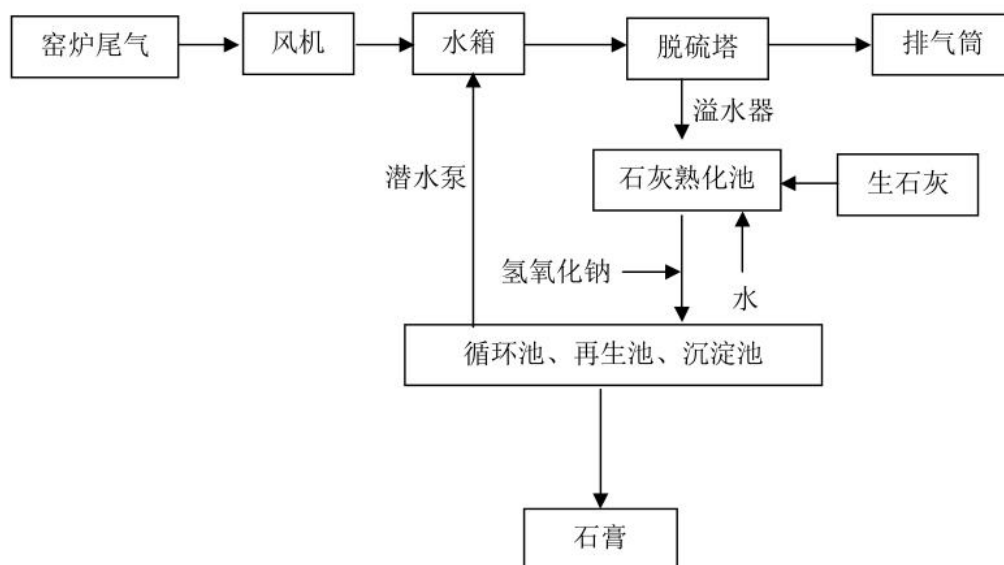 窑炉尾气
风机
水箱
脱硫塔
排气筒
溢水器
潜水泵
石灰熟化池
生石灰
氢氧化钠
水
循环池、再生池、沉淀池
石膏